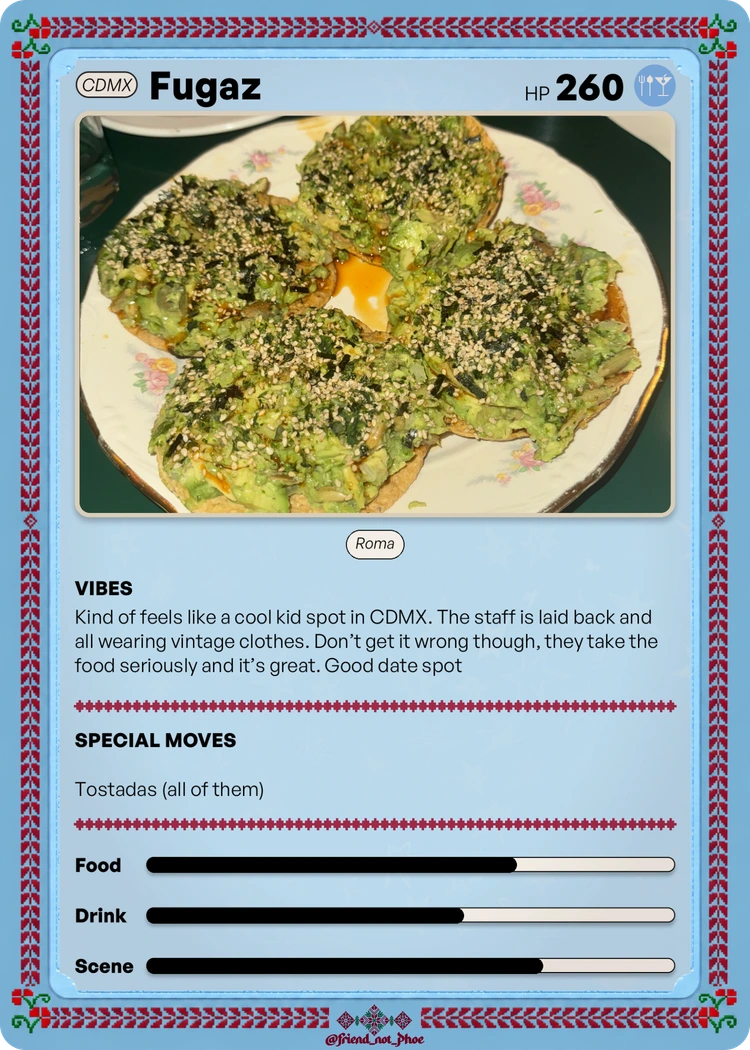 CDMX Fugaz HP 260
Roma
VIBES
Kind of feels like a cool kid spot in CDMX. The staff is laid back and
all wearing vintage clothes. Don’t get it wrong though, they take the
food seriously and it’s great. Good date spot
SPECIAL MOVES
Tostadas (all of them)
Food
Drink
Scene
@friend_not_Phoe